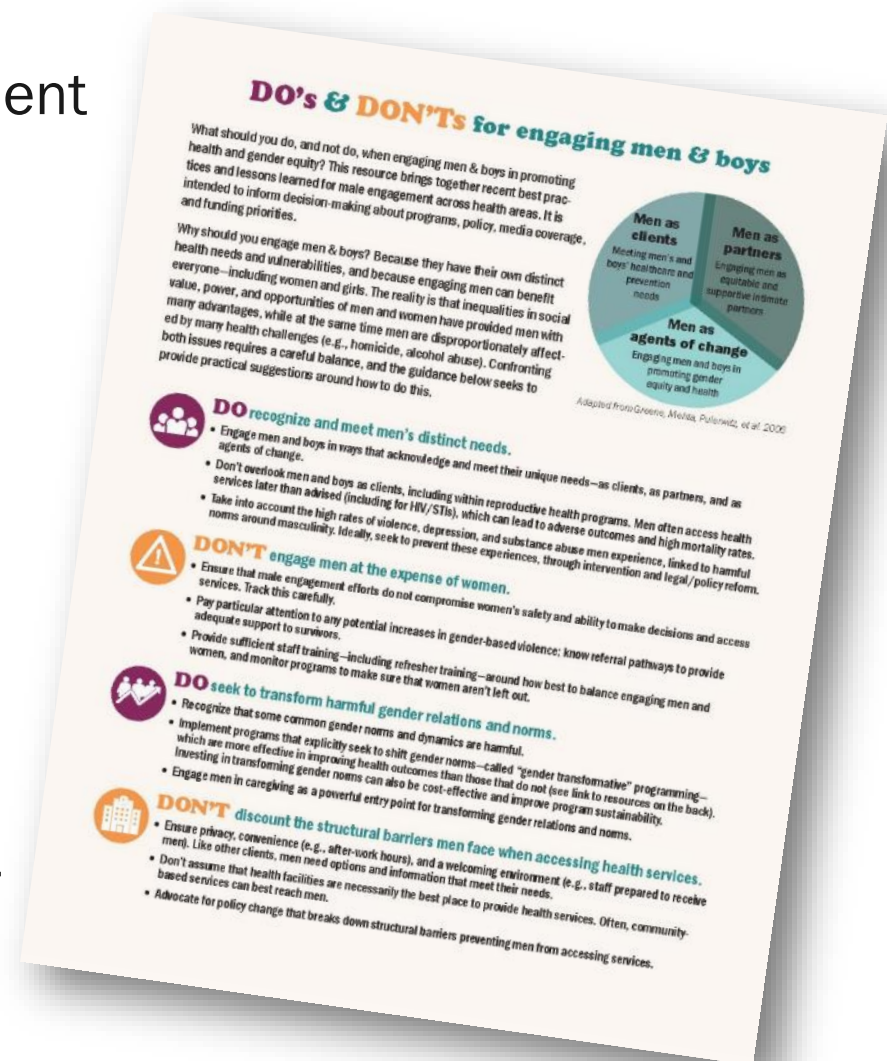 ent
DO's & DON'Ts for engaging men & boys
What should you do, and not do, when engaging men & boys in promoting
health and gender equity? This resource brings together recent best prac-
tices and lessons learned for male engagement across health areas. It is
intended to inform decision-making about programs, policy, media coverage,
and funding priorities.
Why should you engage men & boys? Because they have their own distinct
health needs and vulnerabilities, and because engaging men can benefit
everyone—including women and girls. The reality is that inequalities in social
value, power, and opportunities of men and women have provided men with
many advantages, while at the same time men are disproportionately affect-
ed by many health challenges (e.g., homicide, alcohol abuse). Confronting
both issues requires a careful balance, and the guidance below seeks to
provide practical suggestions around how to do this.
Men as
clients
Meeting men's and
boys' healthcare and
prevention
needs
Men as
partners
Engaging men as
equitable and
supportive intimate
partners
Men as
agents of change
Engaging men and boys in
promoting gender
equity and health
Adapted from Greene, Mehta, Pulerwitz, et al. 2006
DO recognize and meet men's distinct needs.
• Engage men and boys in ways that acknowledge and meet their unique needs—as clients, as partners, and as
agents of change.
• Don't overlook men and boys as clients, including within reproductive health programs. Men often access health
services later than advised (including for HIV/STIs), which can lead to adverse outcomes and high mortality rates.
• Take into account the high rates of violence, depression, and substance abuse men experience, linked to harmful
norms around masculinity. Ideally, seek to prevent these experiences, through intervention and legal/policy reform.
DON'T engage men at the expense of women.
• Ensure that male engagement efforts do not compromise women's safety and ability to make decisions and access
services. Track this carefully.
• Pay particular attention to any potential increases in gender-based violence; know referral pathways to provide
adequate support to survivors.
• Provide sufficient staff training—including refresher training—around how best to balance engaging men and
women, and monitor programs to make sure that women aren't left out.
DO seek to transform harmful gender relations and norms.
• Recognize that some common gender norms and dynamics are harmful.
• Implement programs that explicitly seek to shift gender norms—called "gender transformative" programming—
which are more effective in improving health outcomes than those that do not (see link to resources on the back).
Investing in transforming gender norms can also be cost-effective and improve program sustainability.
• Engage men in caregiving as a powerful entry point for transforming gender relations and norms.
DON'T discount the structural barriers men face when accessing health services.
• Ensure privacy, convenience (e.g., after-work hours), and a welcoming environment (e.g., staff prepared to receive
men). Like other clients, men need options and information that meet their needs.
• Don't assume that health facilities are necessarily the best place to provide health services. Often, community-
based services can best reach men.
• Advocate for policy change that breaks down structural barriers preventing men from accessing services.